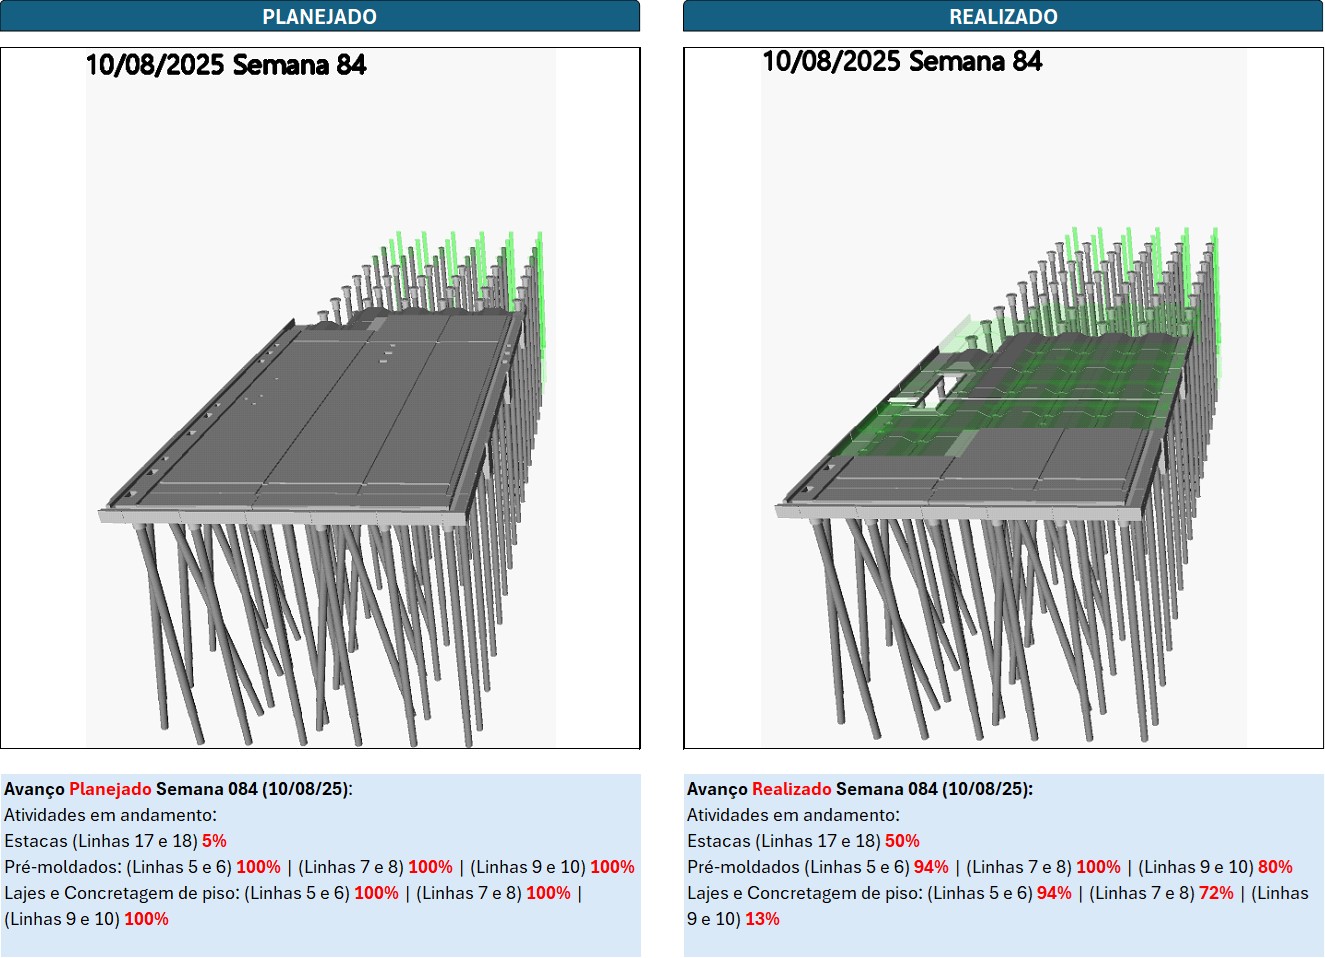 PLANEJADO
10/08/2025 Semana 84
Avanço Planejado Semana 084 (10/08/25):
Atividades em andamento:
Estacas (Linhas 17 e 18) 5%
Pré-moldados: (Linhas 5 e 6) 100% | (Linhas 7 e 8) 100% | (Linhas 9 e 10) 100%
Lajes e Concretagem de piso: (Linhas 5 e 6) 100% | (Linhas 7 e 8) 100% |
(Linhas 9 e 10) 100%
REALIZADO
10/08/2025 Semana 84
Avanço Realizado Semana 084 (10/08/25):
Atividades em andamento:
Estacas (Linhas 17 e 18) 50%
Pré-moldados (Linhas 5 e 6) 94% | (Linhas 7 e 8) 100% | (Linhas 9 e 10) 80%
Lajes e Concretagem de piso: (Linhas 5 e 6) 94% | (Linhas 7 e 8) 72% | (Linhas
9 e 10) 13%